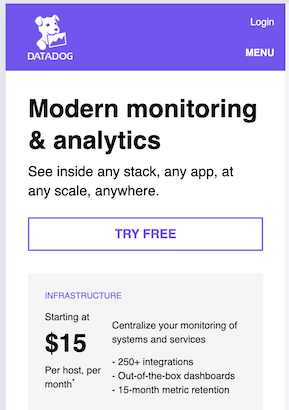 DATADOG
Login
MENU
Modern monitoring
& analytics
See inside any stack, any app, at
any scale, anywhere.
TRY FREE
INFRASTRUCTURE
Starting at
$15
Per host, per
month*
Centralize your monitoring of
systems and services
- 250+ integrations
- Out-of-the-box dashboards
- 15-month metric retention